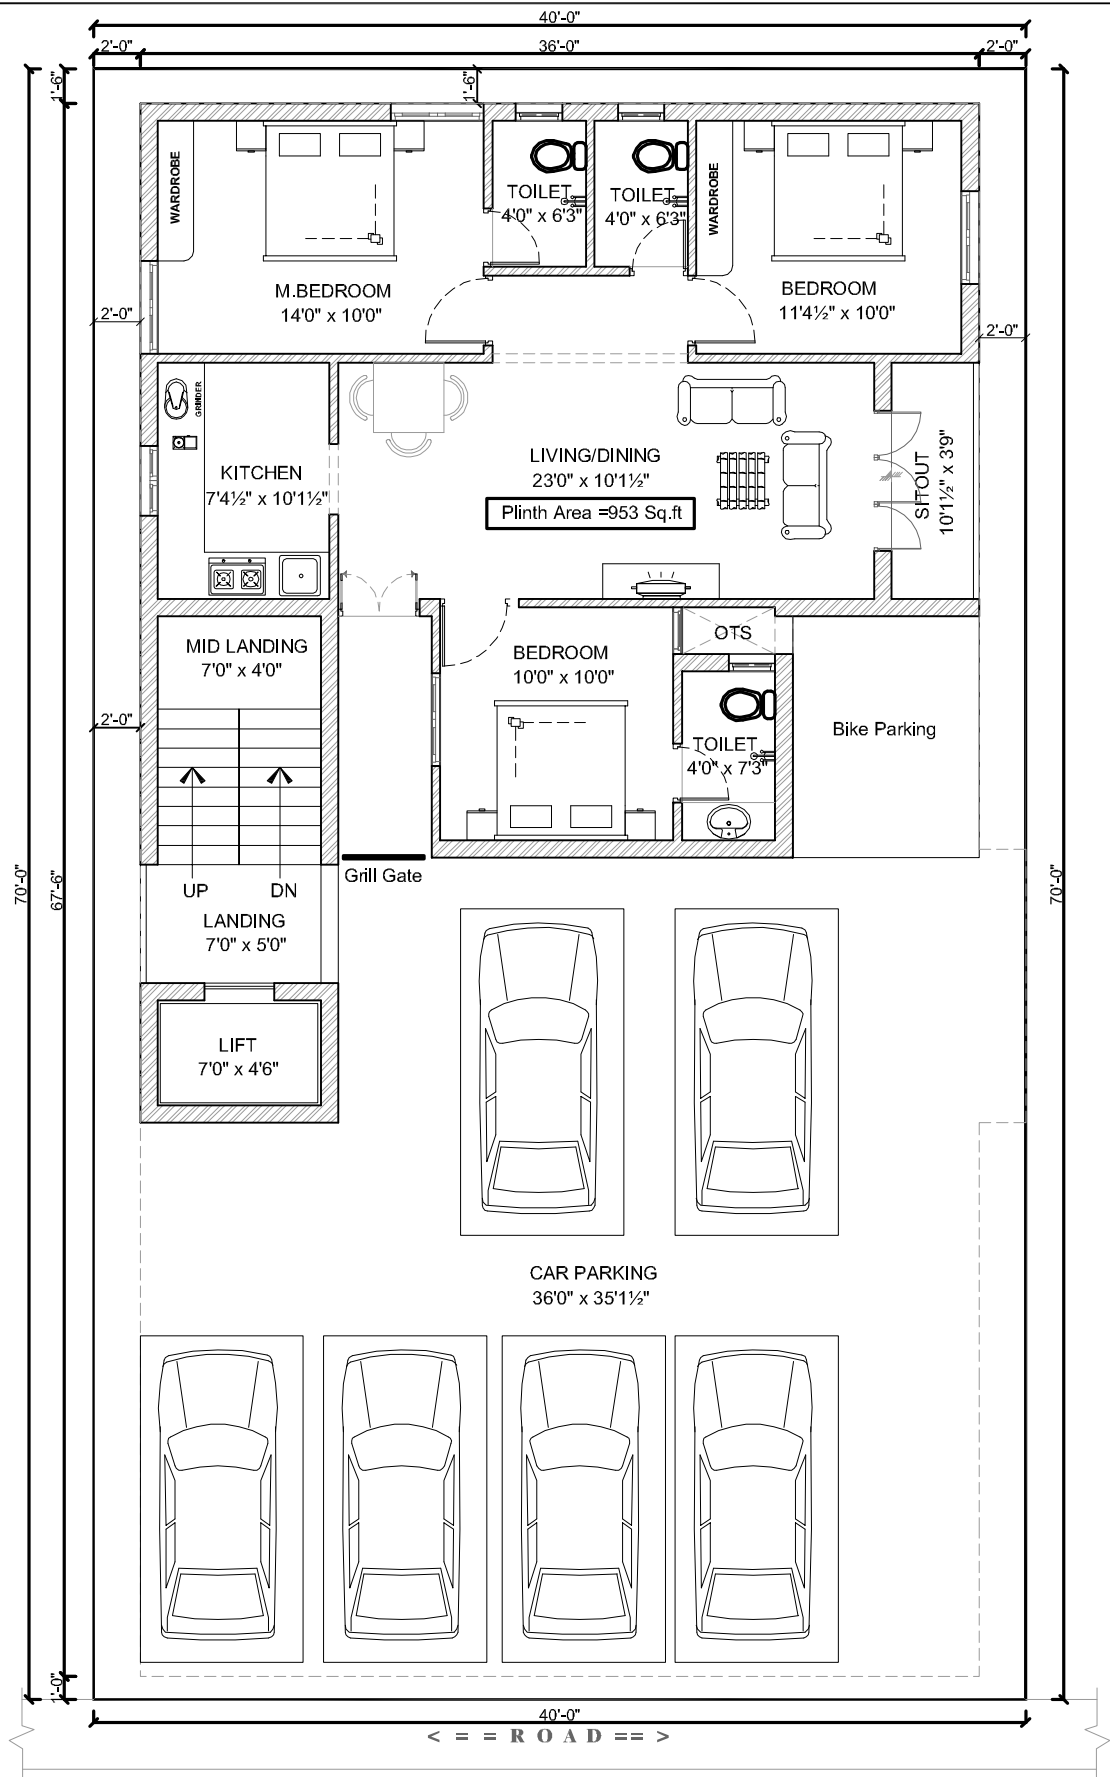 40'-0"
2'-0"
36'-0"
2'-0"
1'-6"
1'-6"
WARDROBE
TOILET
4'0" x 6'3"
TOILET
4'0" x 6'3"
WARDROBE
M.BEDROOM
14'0" x 10'0"
BEDROOM
11'4½" x 10'0"
2'-0"
2'-0"
GRINDER
KITCHEN
7'4½" x 10'1½"
LIVING/DINING
23'0" x 10'1½"
Plinth Area =953 Sq.ft
SITOUT
10'1½" x 3'9"
MID LANDING
7'0" x 4'0"
BEDROOM
10'0" x 10'0"
OTS
2'-0"
TOILET
4'0" x 7'3"
Bike Parking
70'-0"
67'-6"
70'-0"
UP
DN
Grill Gate
LANDING
7'0" x 5'0"
LIFT
7'0" x 4'6"
CAR PARKING
36'0" x 35'1½"
1'-0"
40'-0"
< = = ROAD == >